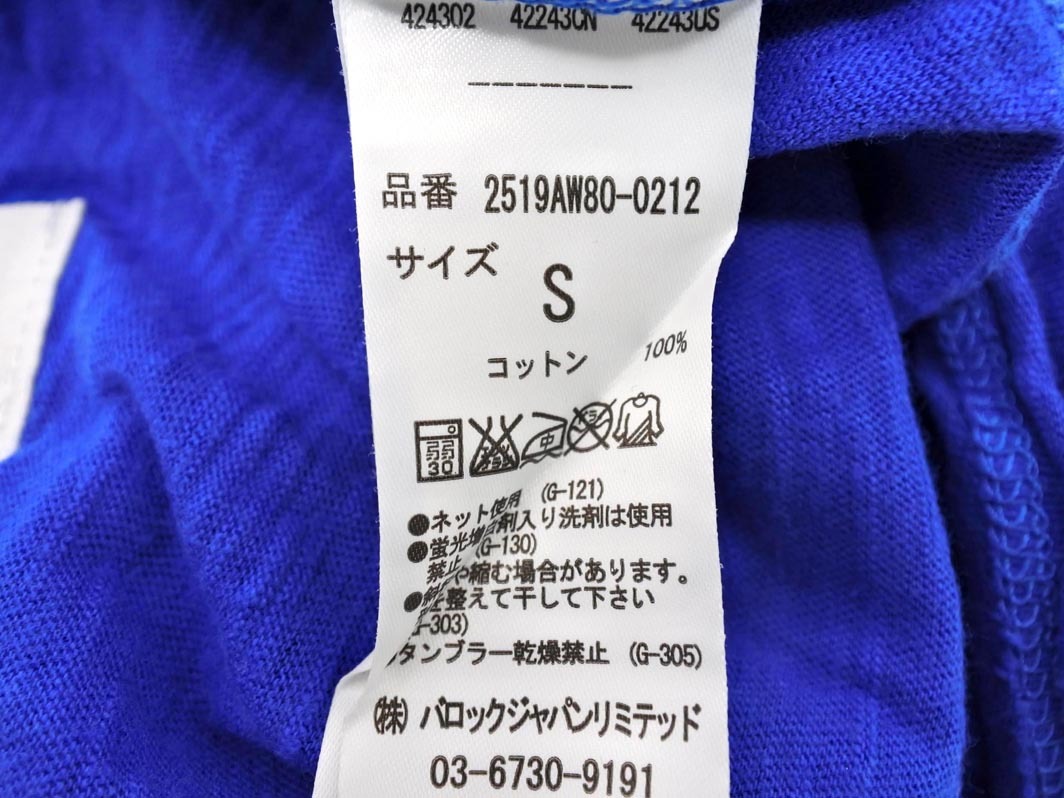 424302 42243CN 42243US
--------
品番 2519AW80-0212
サイズ
S
コットン 100%
弱
30
中
●ネット使用 (G-121)
●蛍光増白剤入り洗剤は使用
禁止 (G-130)
や縮む場合があります。
●を整えて干して下さい
G-303)
タンブラー乾燥禁止 (G-305)
(株) バロックジャパンリミテッド
03-6730-9191